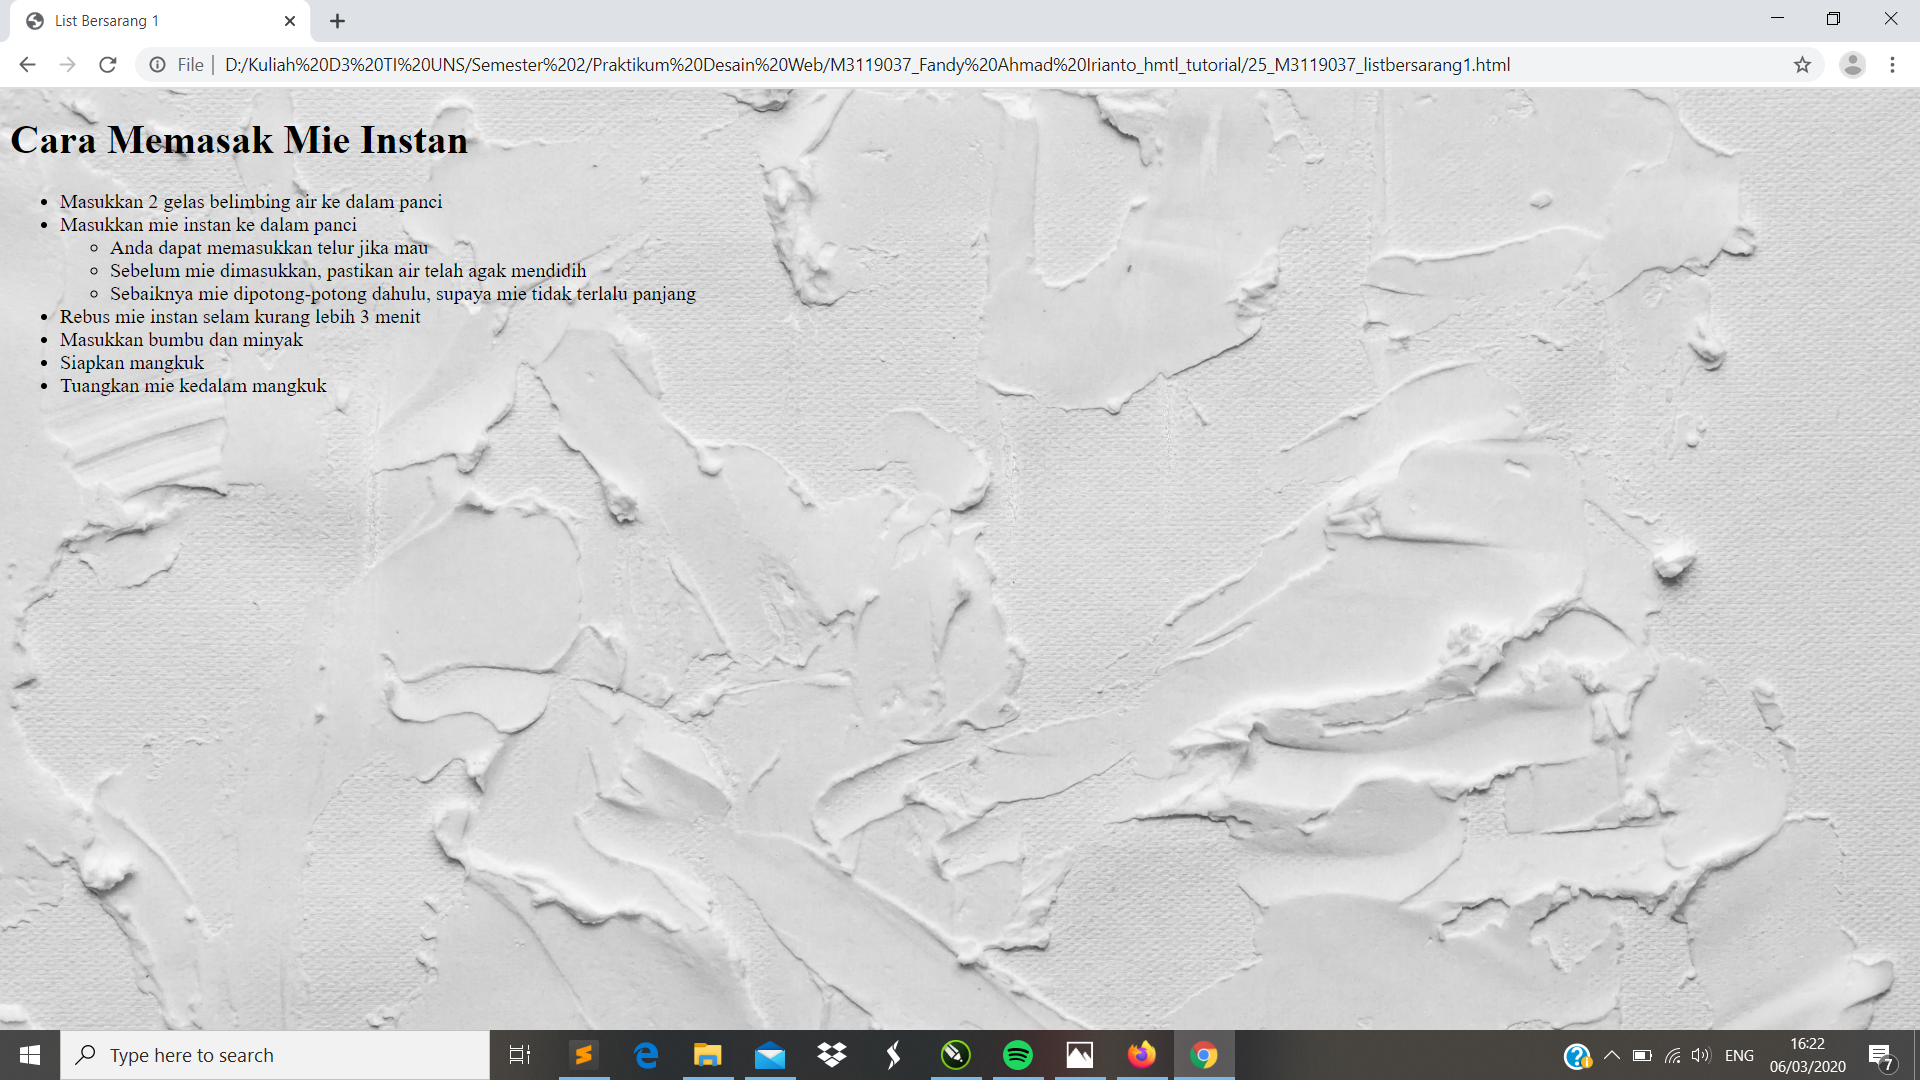 List Bersarang 1
File
D:/Kuliah%20D3%20TI%20UNS/Semester%202/Praktikum%20Desain%20Web/M3119037_Fandy%20Ahmad%20Irianto_hmtl_tutorial/25_M3119037_listbersarang1.html
Cara Memasak Mie Instan
Masukkan 2 gelas belimbing air ke dalam panci
Masukkan mie instan ke dalam panci
Anda dapat memasukkan telur jika mau
Sebelum mie dimasukkan, pastikan air telah agak mendidih
Sebaiknya mie dipotong-potong dahulu, supaya mie tidak terlalu panjang
Rebus mie instan selam kurang lebih 3 menit
Masukkan bumbu dan minyak
Siapkan mangkuk
Tuangkan mie kedalam mangkuk
Type here to search
ENG
16:22
06/03/2020
7